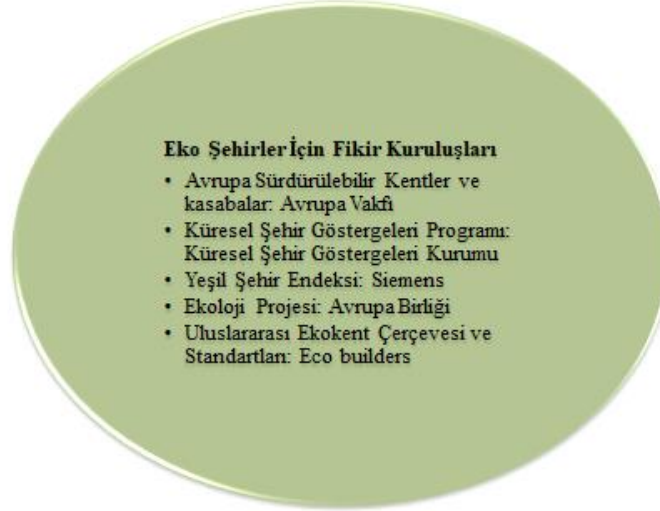 Eko Şehirler İçin Fikir Kuruluşları
• Avrupa Sürdürülebilir Kentler ve
kasabalar: Avrupa Vakfı
• Küresel Şehir Göstergeleri Programı:
Küresel Şehir Göstergeleri Kurumu
• Yeşil Şehir Endeksi: Siemens
• Ekoloji Projesi: Avrupa Birliği
• Uluslararası Ekokent Çerçevesi ve
Standartları: Eco builders